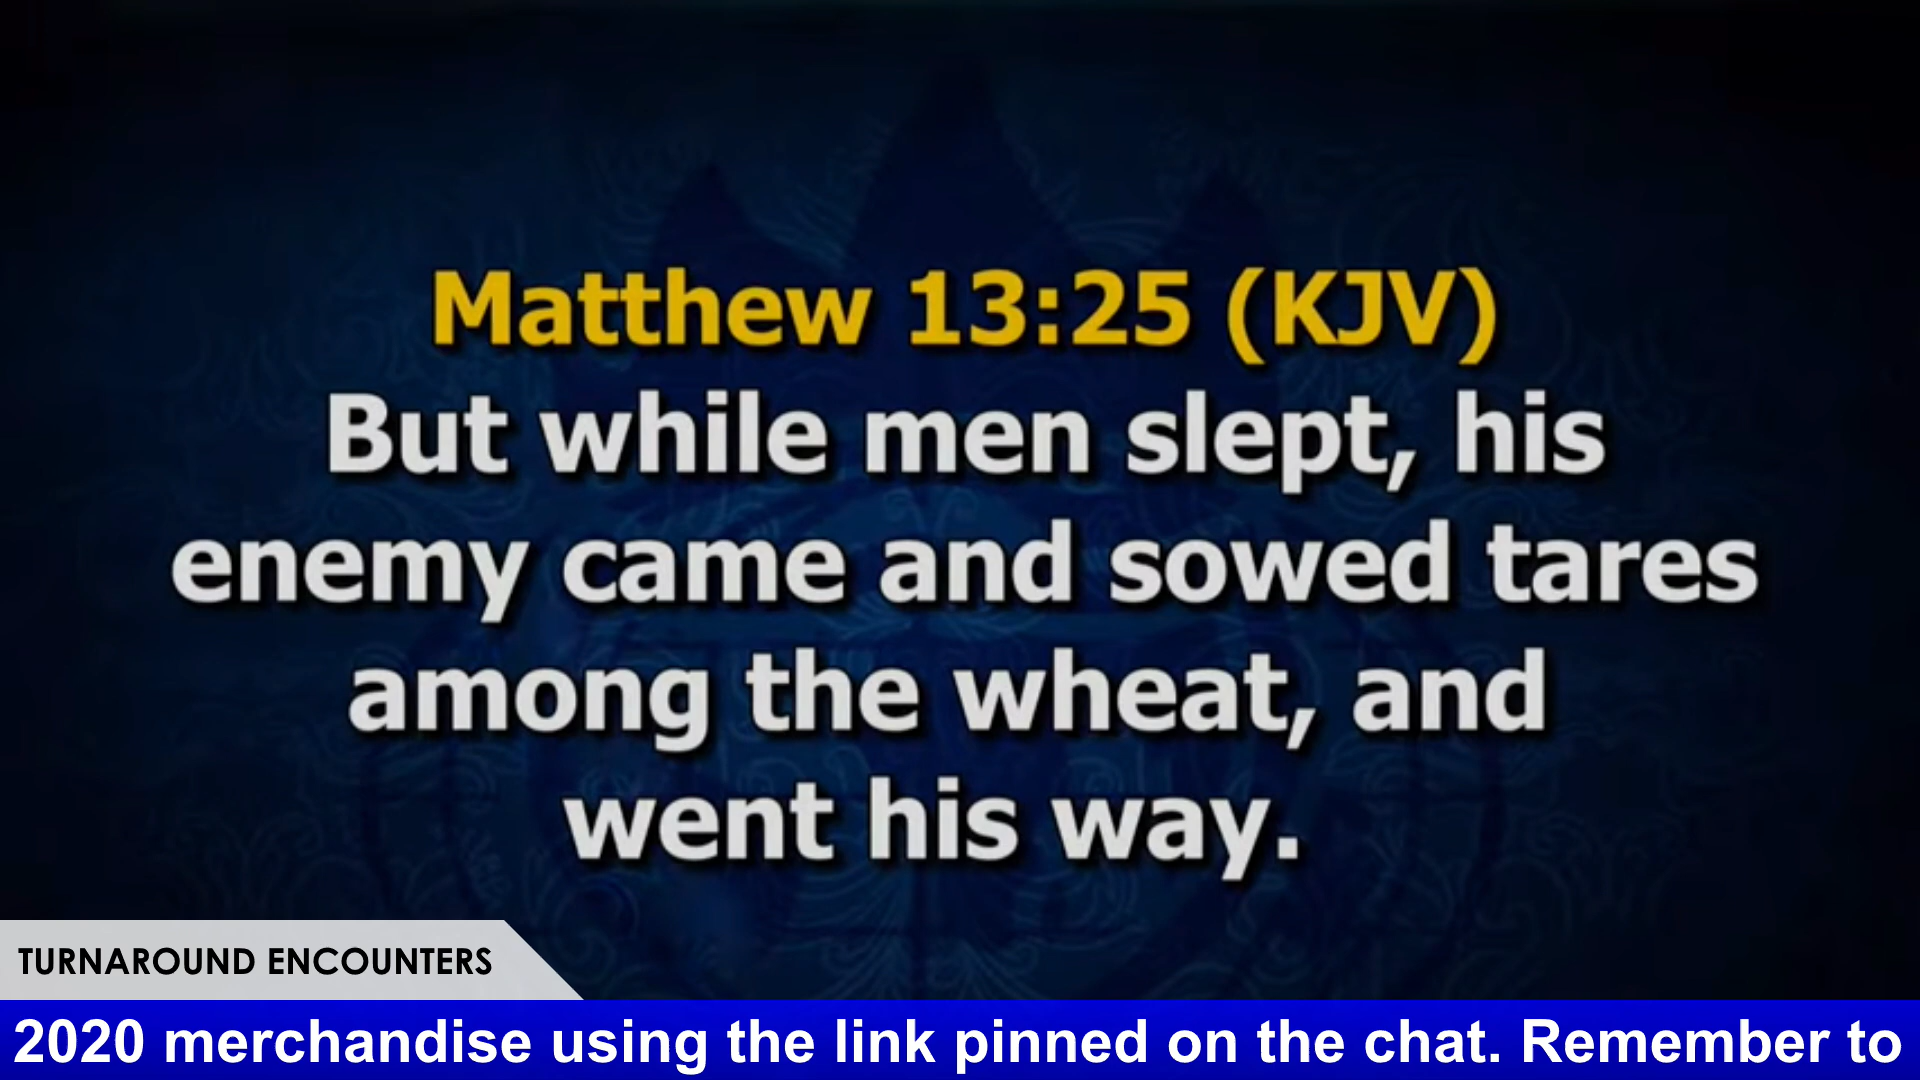 Matthew 13:25 (KJV)
But while men slept, his
enemy came and sowed tares
among the wheat, and
went his way.
TURNAROUND ENCOUNTERS
2020 merchandise using the link pinned on the chat. Remember to